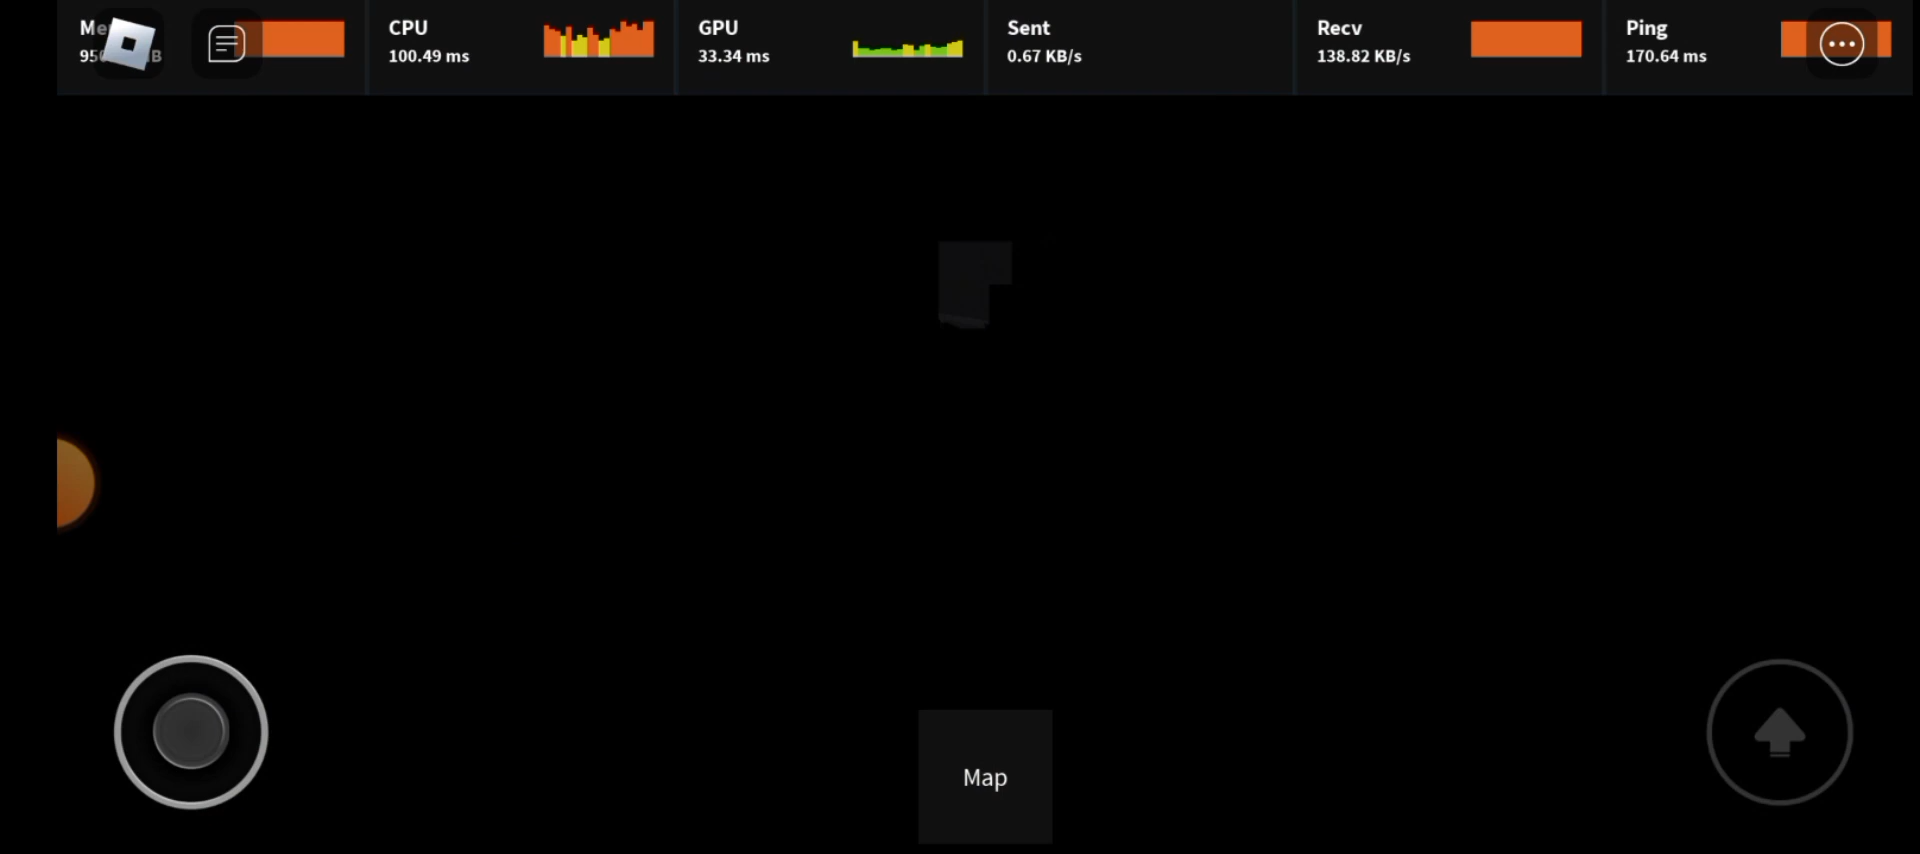 CPU
100.49 ms
GPU
33.34 ms
Sent
0.67 KB/s
Recv
138.82 KB/s
Ping
170.64 ms
Map